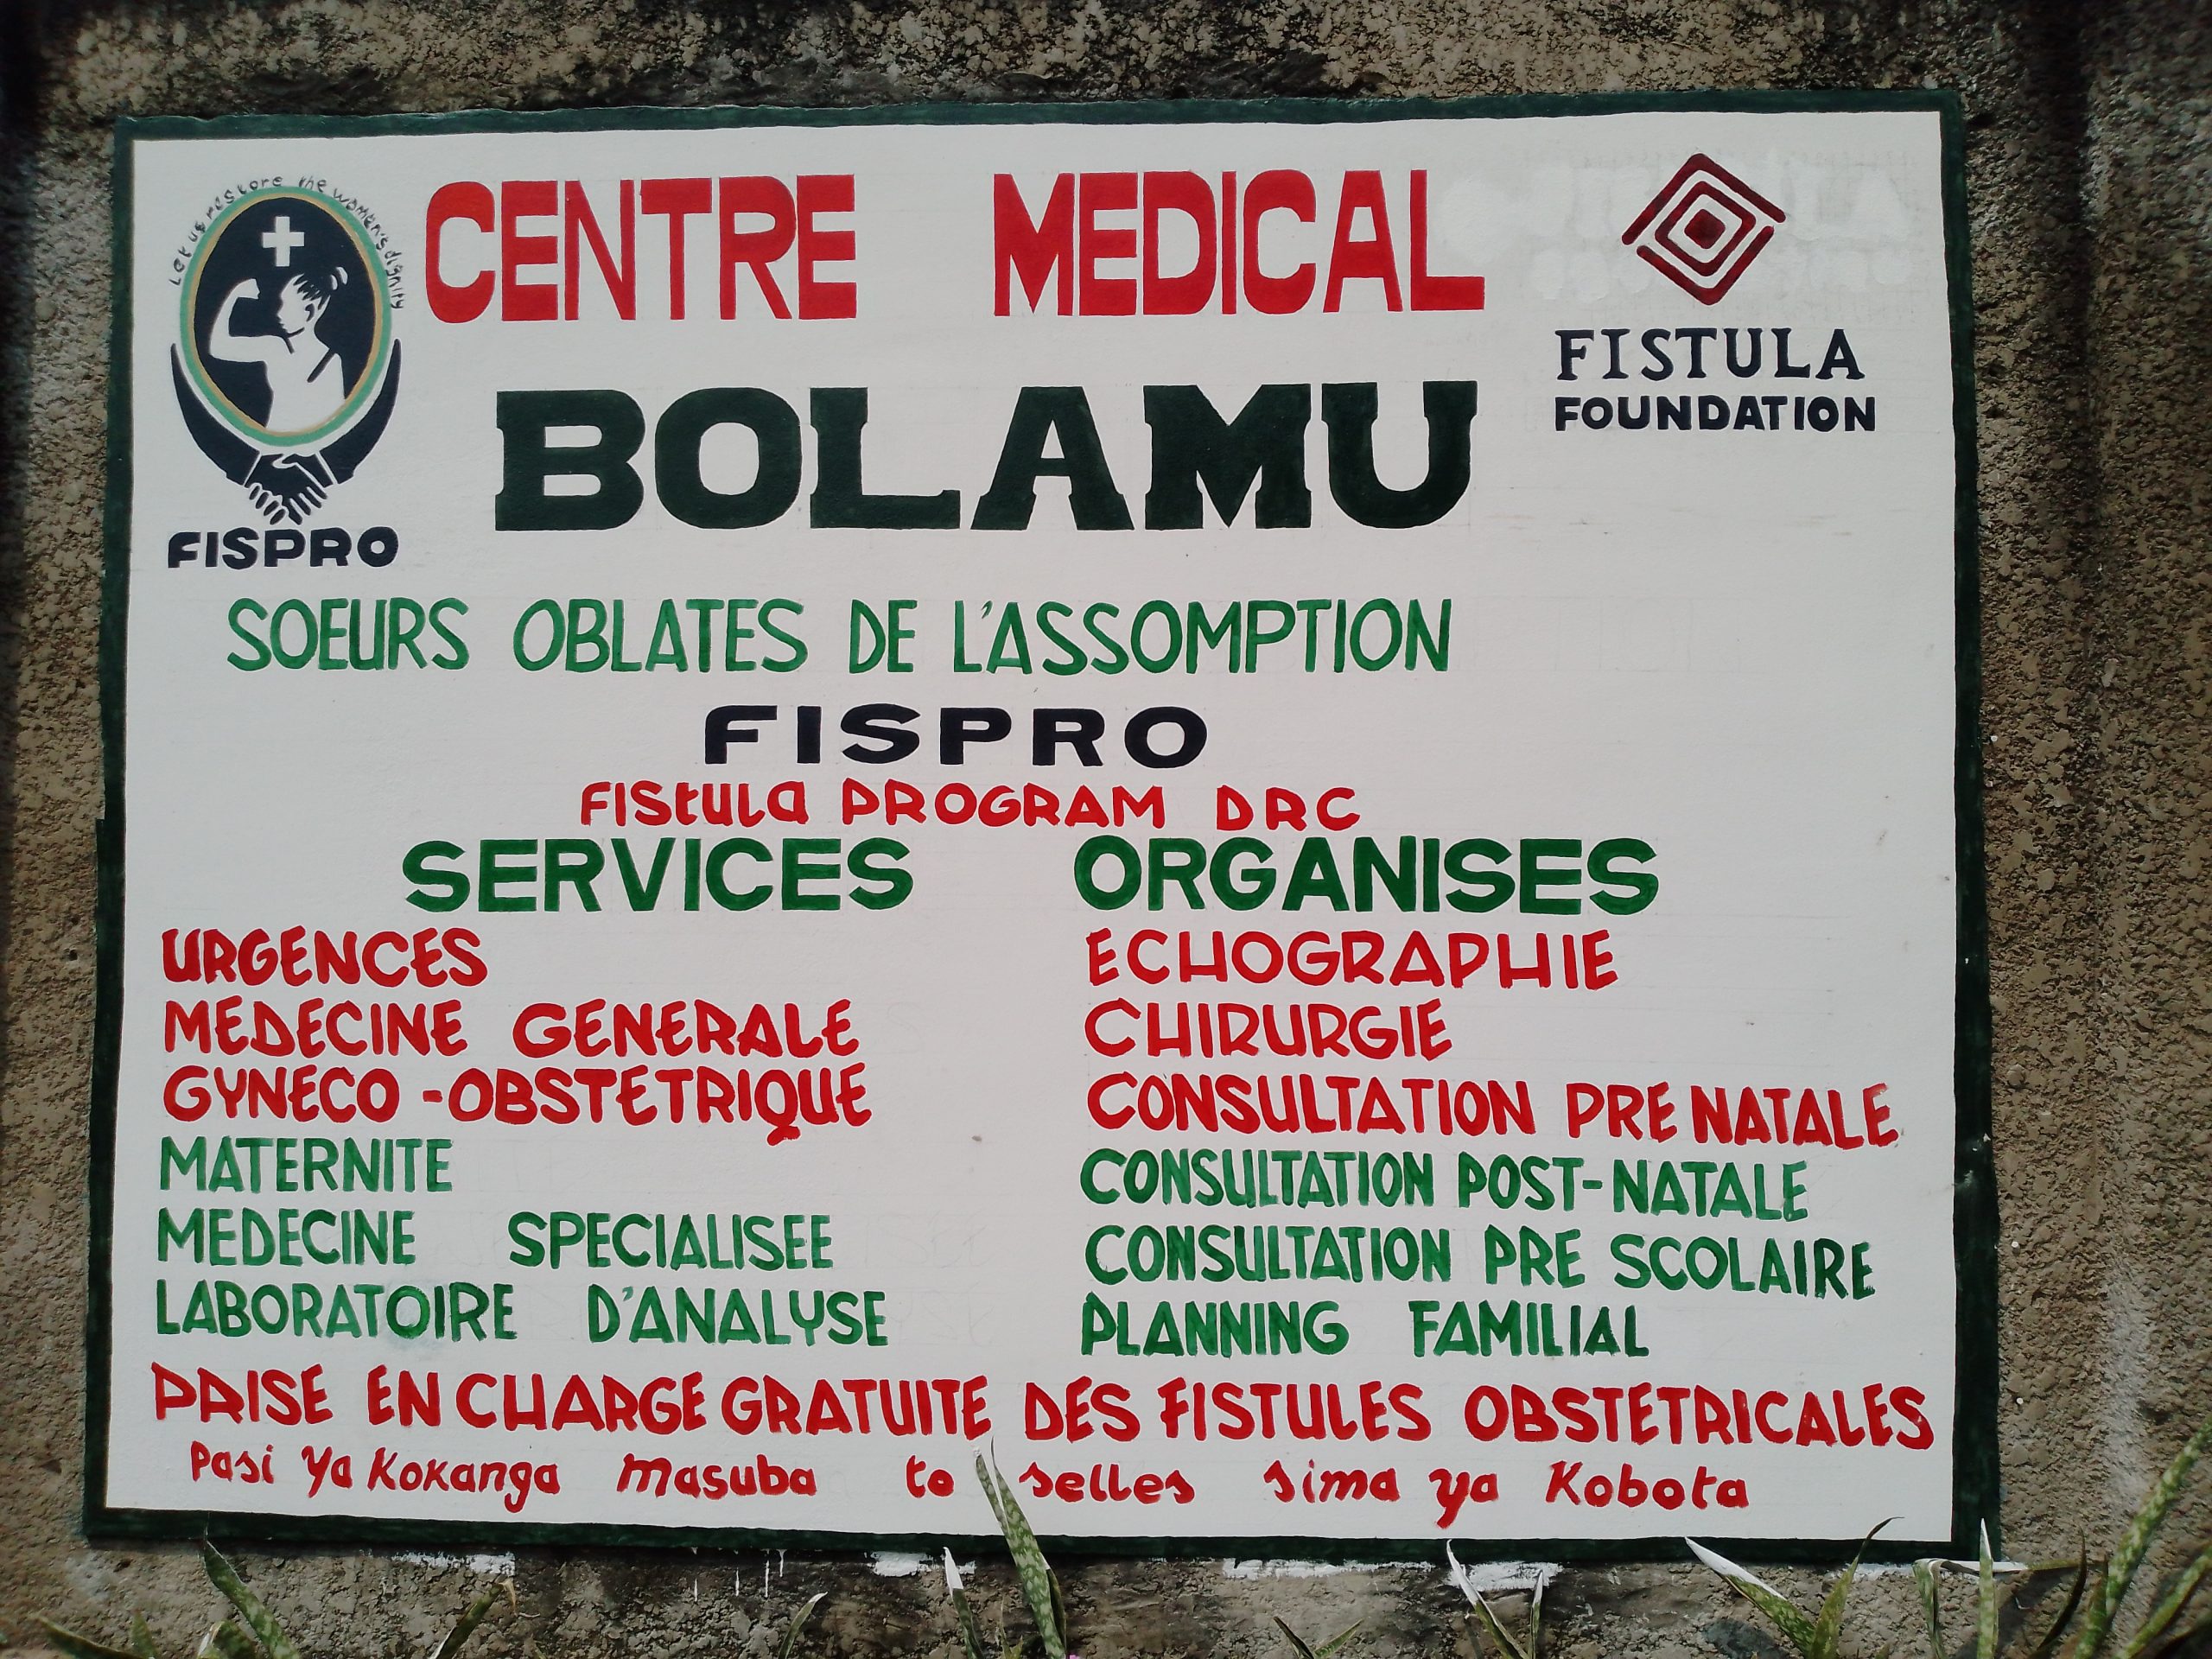 Let us restore the women's dignity
CENTRE MEDICAL
BOLAMU
FISPRO
FISTULA
FOUNDATION
SOEURS OBLATES DE L'ASSOMPTION
FISPRO
FIStula PROGRAM DRC
SERVICES ORGANISES
URGENCES
MEDECINE GENERALE
GYNECO-OBSTETRIQUE
MATERNITE
MEDECINE SPECIALISEE
LABORATOIRE D'ANALYSE
ECHOGRAPHIE
CHIRURGIE
CONSULTATION PRE NATALE
CONSULTATION POST-NATALE
CONSULTATION PRE SCOLAIRE
PLANNING FAMILIAL
PRISE EN CHARGE GRATUITE DES FISTULES OBSTETRICALES
Pasi Ya Kokanga Masuba to selles sima ya Kobota